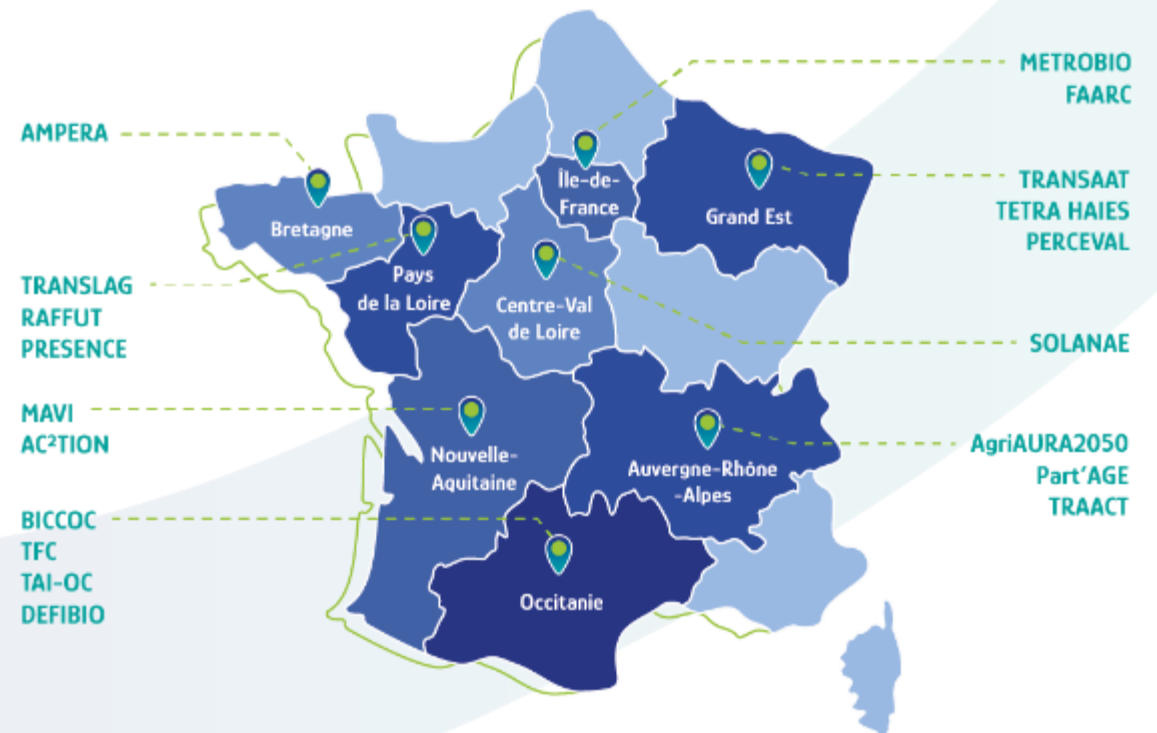 METROBIO
FAARC
AMPERA
TRANSAAT
TETRA HAIES
PERCEVAL
Île-de-
France
Grand Est
Bretagne
Pays
de la Loire
Centre-Val
de Loire
TRANSLAG
RAFFUT
PRESENCE
SOLANAE
MAVI
AC²TION
Nouvelle-
Aquitaine
Auvergne-Rhône
-Alpes
AgriAURA2050
Part'AGE
TRAACT
BICCOC
TFC
TAI-OC
DEFIBIO
Occitanie